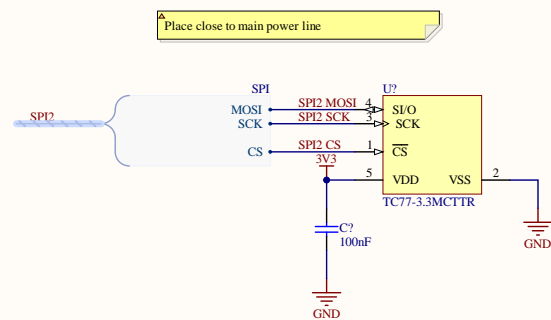 Place close to main power line
SPI
U?
SPI2
MOSI SPI2 MOSI 4 SI/O
SCK SPI2 SCK 3 SCK
CS SPI2 CS 1 CS
3V3
5 VDD VSS 2
TC77-3.3MCTTR
C?
100nF
GND
GND